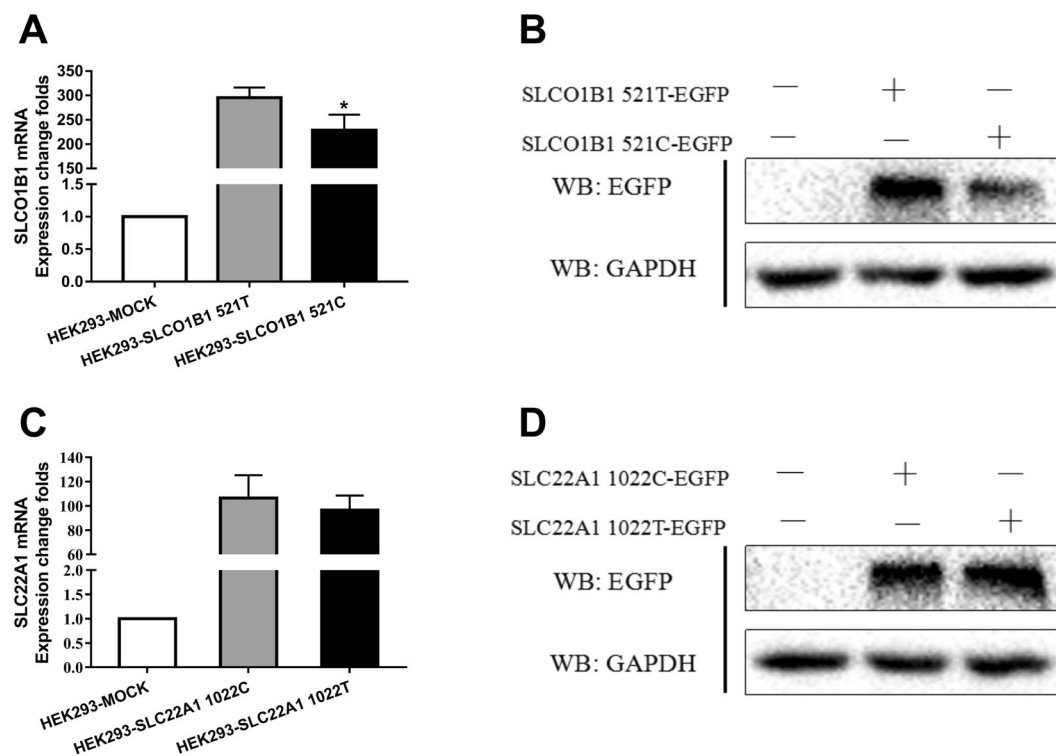 A
SLCO1B1 mRNA
Expression change folds
350
300
250
200
150
100
50
1.5
1.0
0.5
0.0
*
HEK293-MOCK
HEK293-SLCO1B1 521T
HEK293-SLCO1B1 521C
B
SLCO1B1 521T-EGFP — + —
SLCO1B1 521C-EGFP — — +
WB: EGFP
WB: GAPDH
C
SLC22A1 mRNA
Expression change folds
140
120
100
80
60
40
2.0
1.5
1.0
0.5
0.0
HEK293-MOCK
HEK293-SLC22A1 1022C
HEK293-SLC22A1 1022T
D
SLC22A1 1022C-EGFP — + —
SLC22A1 1022T-EGFP — — +
WB: EGFP
WB: GAPDH